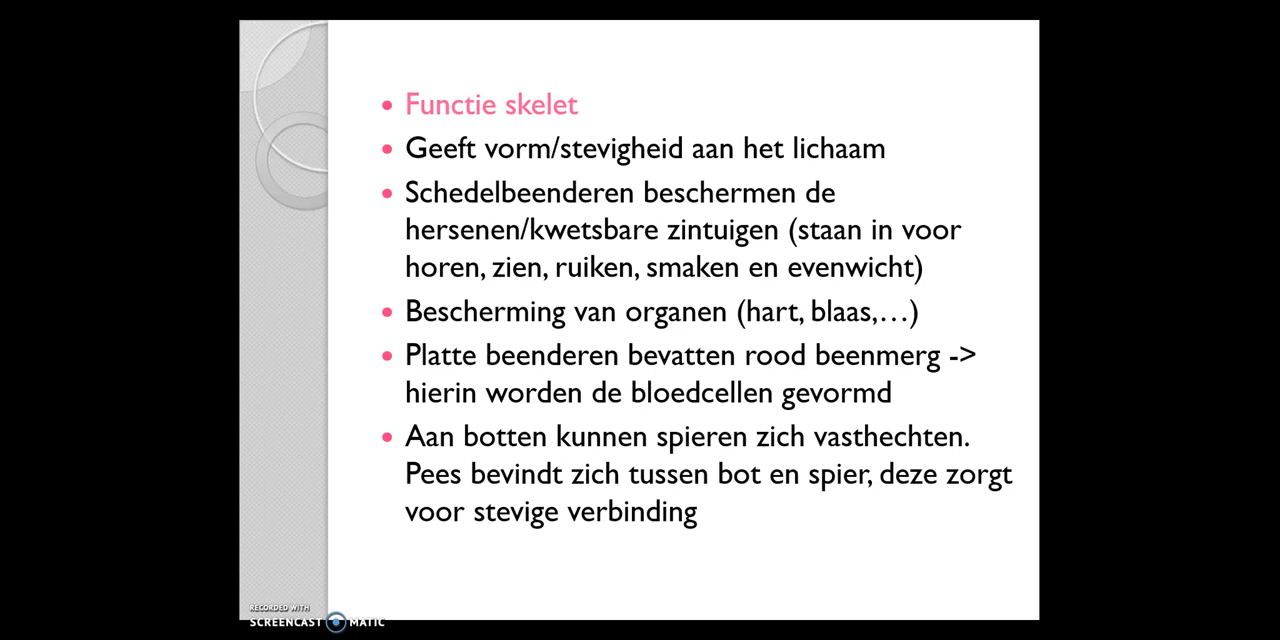 • Functie skelet
• Geeft vorm/stevigheid aan het lichaam
• Schedelbeenderen beschermen de
hersenen/kwetsbare zintuigen (staan in voor
horen, zien, ruiken, smaken en evenwicht)
• Bescherming van organen (hart, blaas,…)
• Platte beenderen bevatten rood beenmerg ->
hierin worden de bloedcellen gevormd
• Aan botten kunnen spieren zich vasthechten.
Pees bevindt zich tussen bot en spier, deze zorgt
voor stevige verbinding
RECORDED WITH
SCREENCAST MATIC